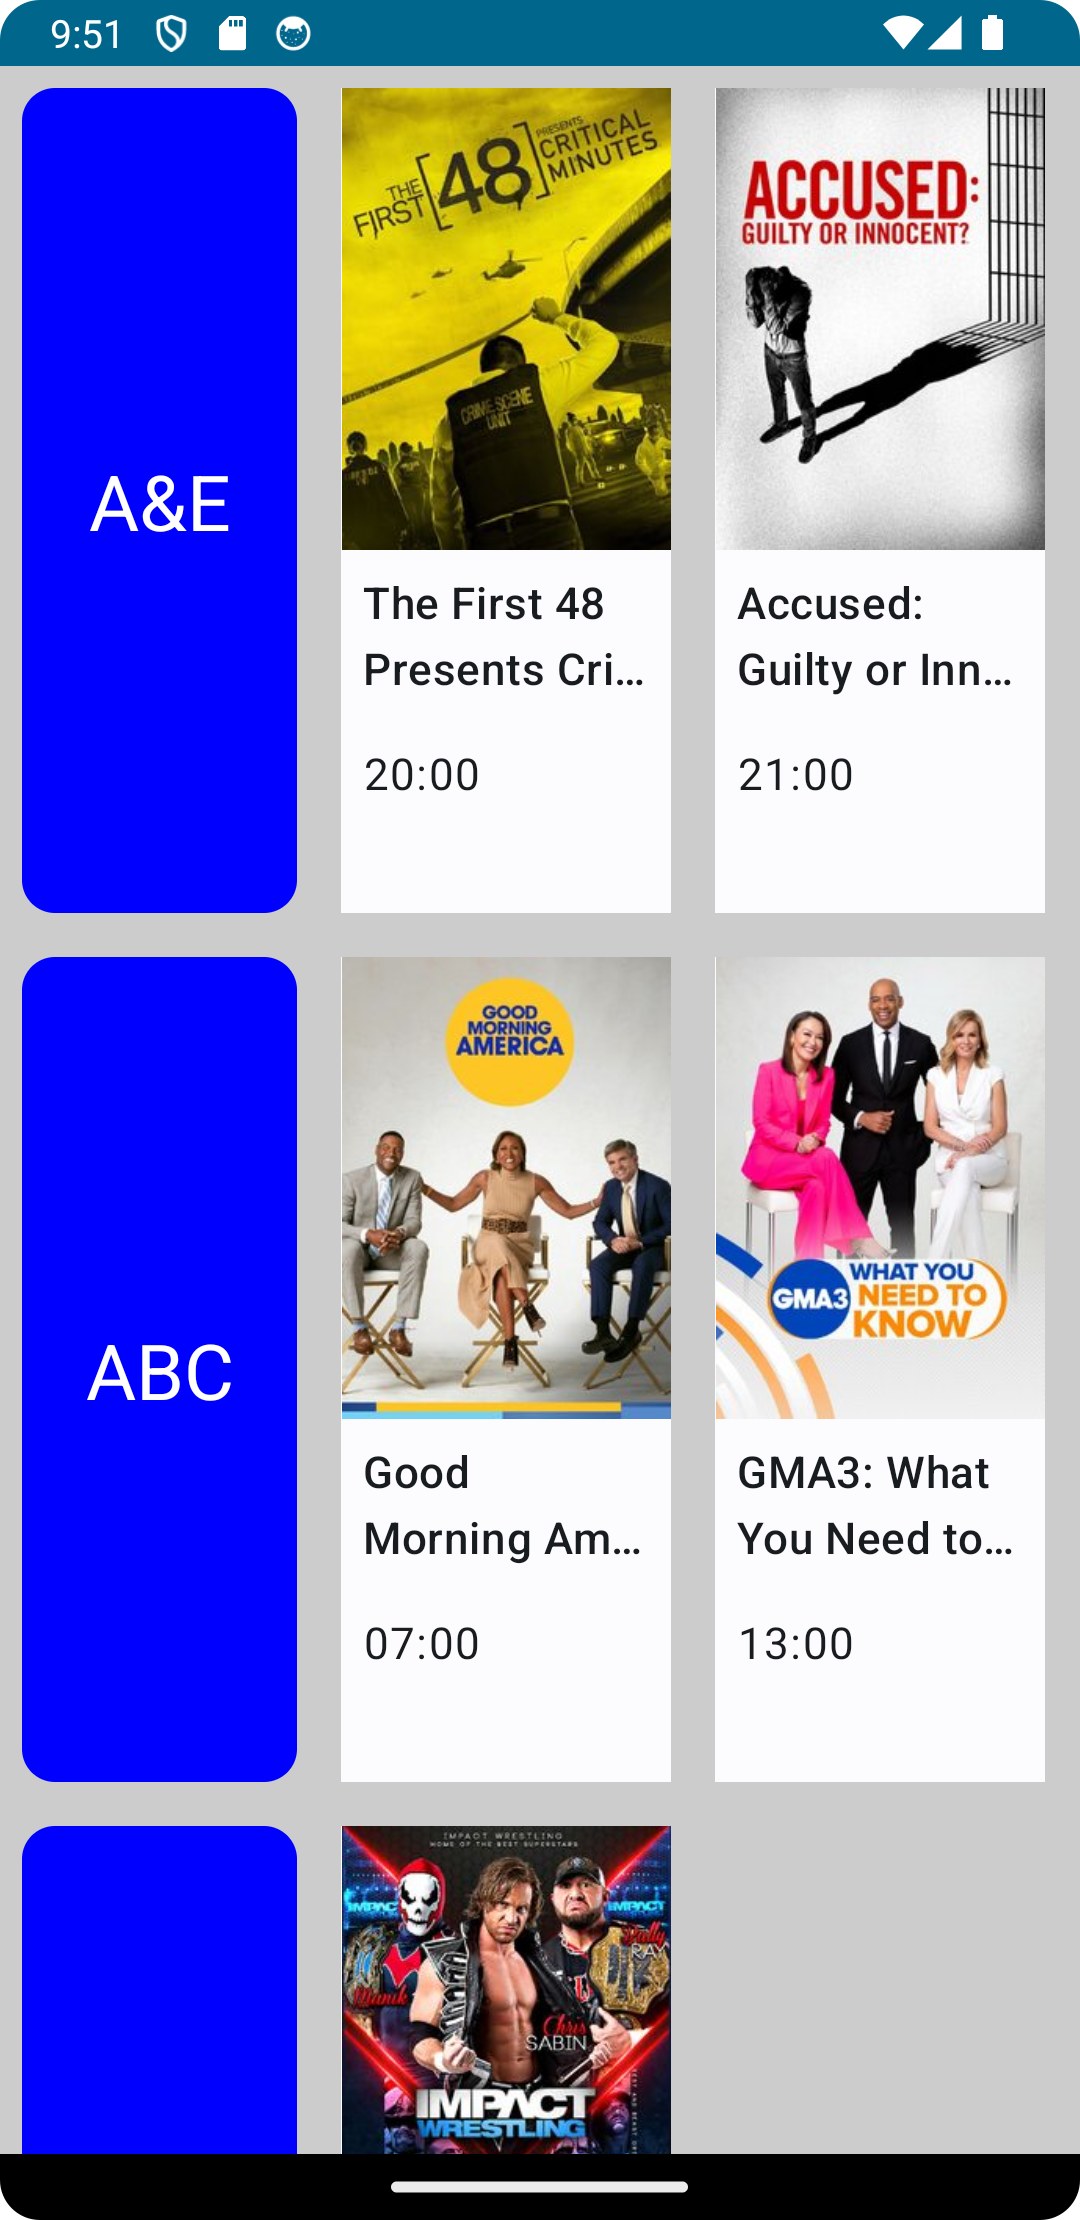 9:51
A&E
THE
FIRST
[48]
PRESENTS
CRITICAL
MINUTES
CRIME SCENE
UNIT
The First 48
Presents Cri...
20:00
ACCUSED:
GUILTY OR INNOCENT?
Accused:
Guilty or Inn...
21:00
ABC
GOOD
MORNING
AMERICA
Good
Morning Am...
07:00
GMA3
WHAT YOU
NEED TO
KNOW
GMA3: What
You Need to...
13:00
IMPACT WRESTLING
HOME OF THE BEST SUPERSTARS
IMPACT
IMPACT
Bully
RAY
Manik
Chris
SABIN
IMPACT
WRESTLING